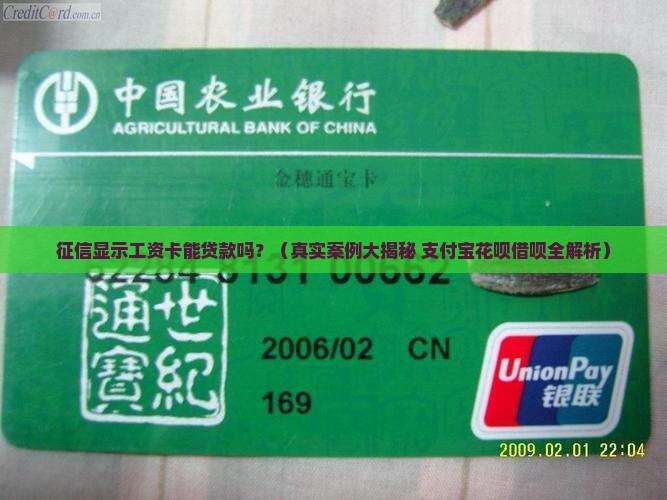 CreditCard.com.cn
中国农业银行
AGRICULTURAL BANK OF CHINA
金穗通宝卡
征信显示工资卡能贷款吗？（真实案例大揭秘 支付宝花呗借呗全解析）
世纪
通寶
2006/02 CN
169
UnionPay
银联
2009.02.01 22:04